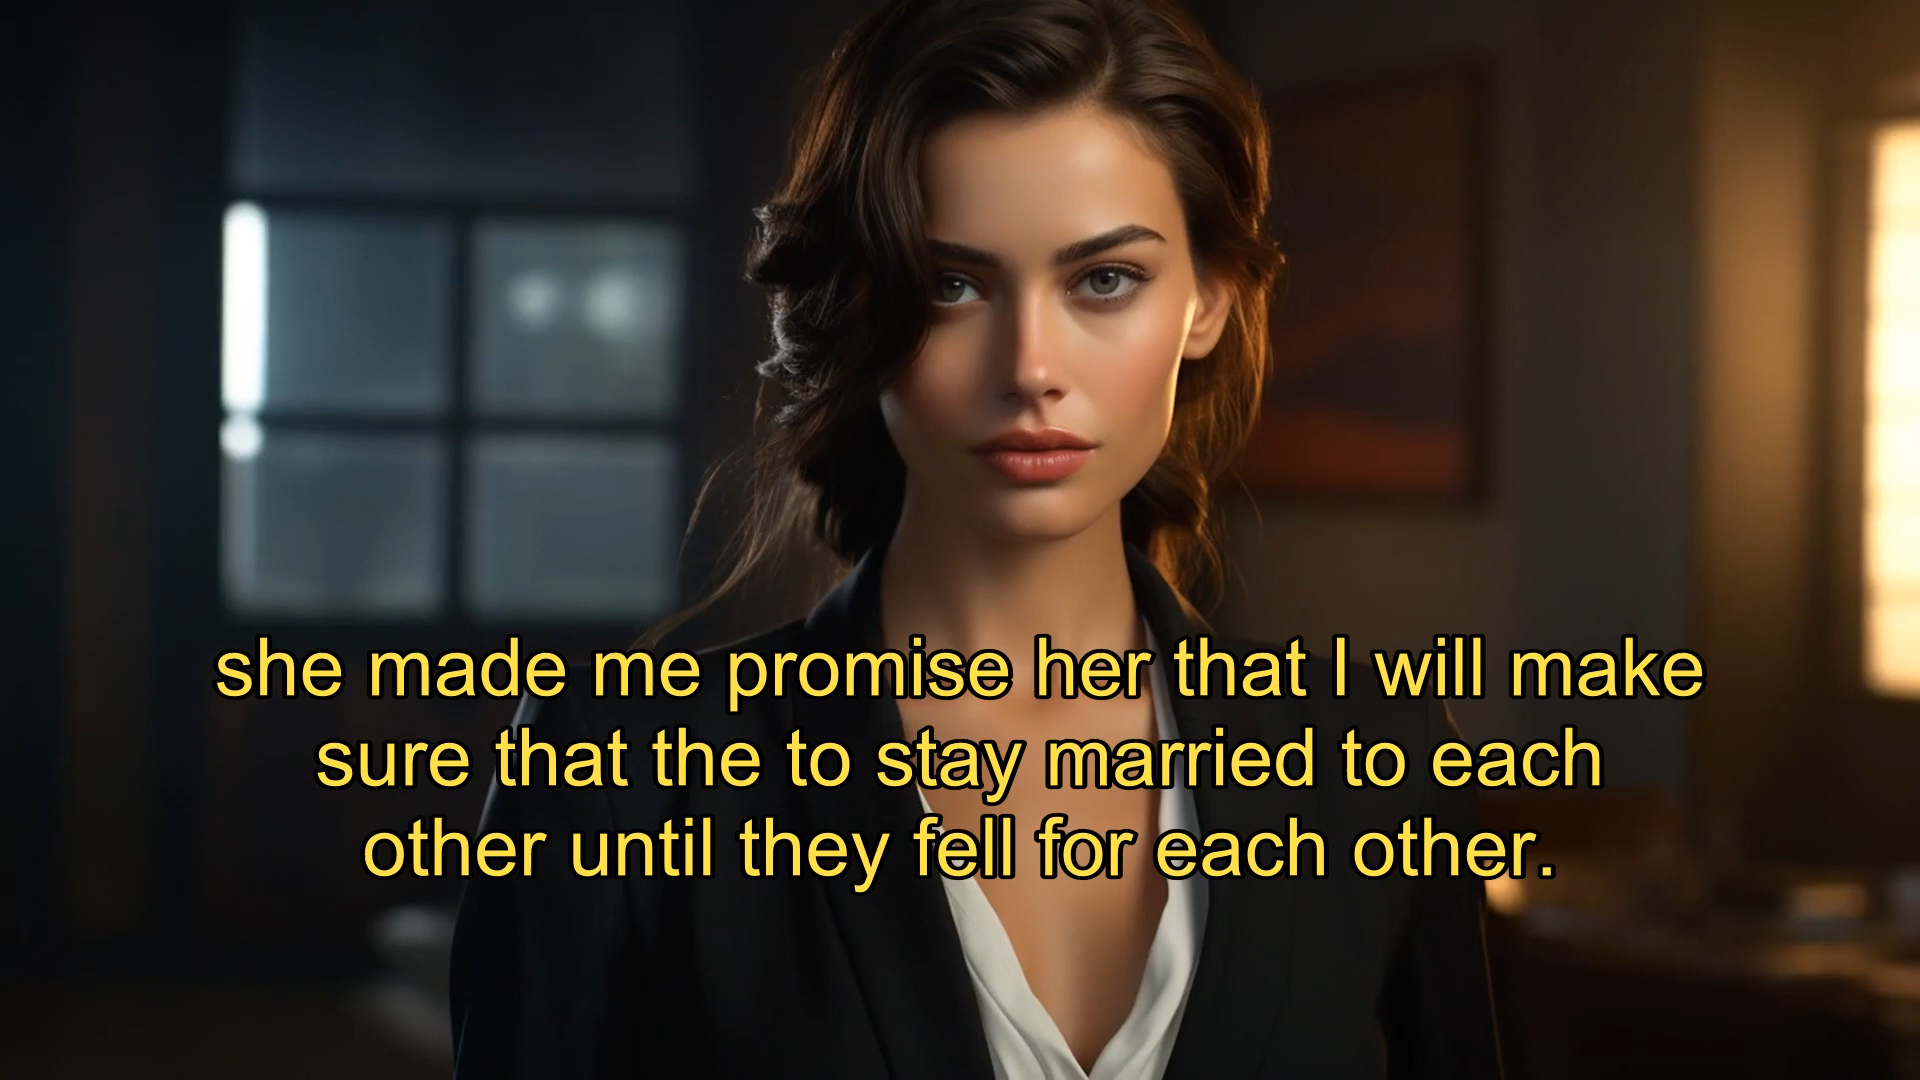 she made me promise her that I will make
sure that the to stay married to each
other until they fell for each other.